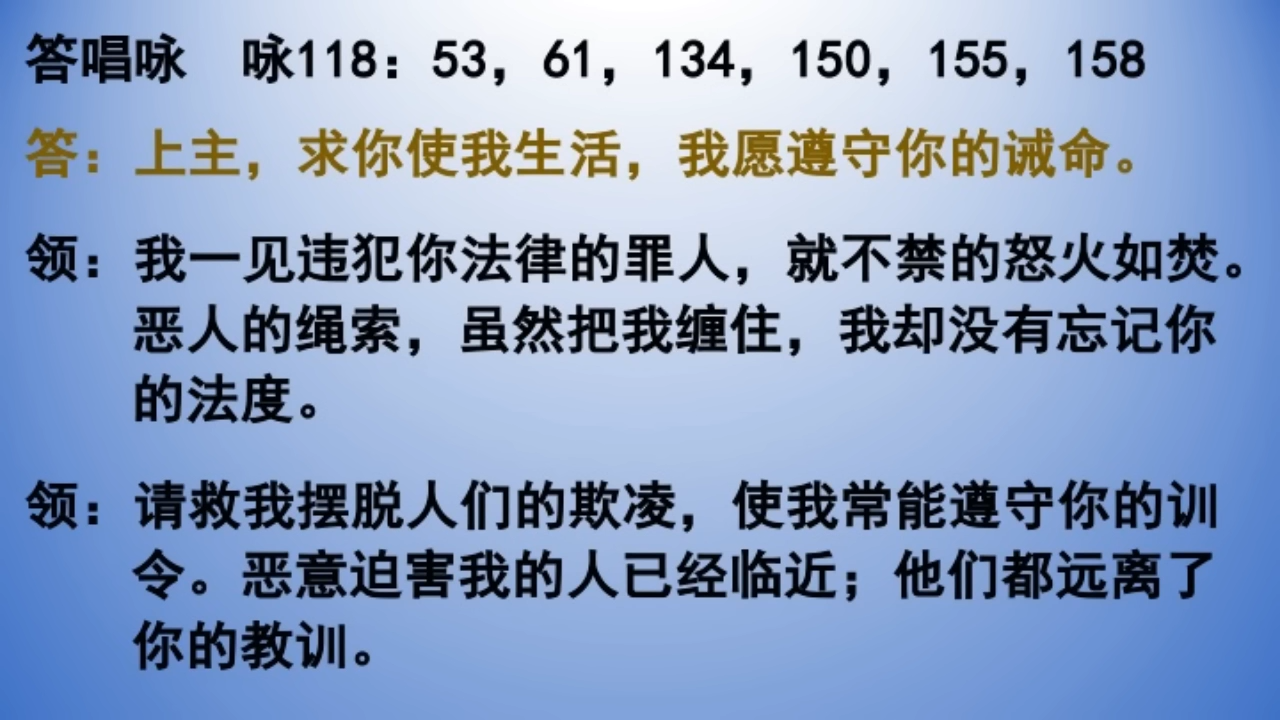 答唱咏　咏118：53，61，134，150，155，158
答：上主，求你使我生活，我愿遵守你的诫命。
领：我一见违犯你法律的罪人，就不禁的怒火如焚。
恶人的绳索，虽然把我缠住，我却没有忘记你
的法度。
领：请救我摆脱人们的欺凌，使我常能遵守你的训
令。恶意迫害我的人已经临近；他们都远离了
你的教训。